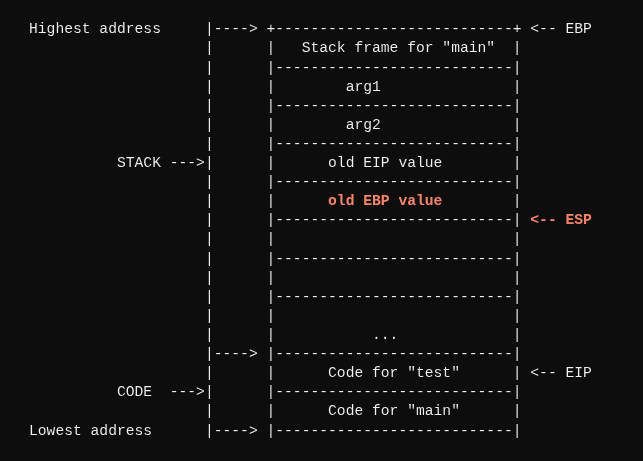 Highest address     |----> +---------------------------+ <-- EBP
                    |      |   Stack frame for "main"  |
                    |      |---------------------------|
                    |      |        arg1               |
                    |      |---------------------------|
                    |      |        arg2               |
                    |      |---------------------------|
          STACK --->|      |      old EIP value        |
                    |      |---------------------------|
                    |      |      old EBP value        |
                    |      |---------------------------| <-- ESP
                    |      |                           |
                    |      |---------------------------|
                    |      |                           |
                    |      |---------------------------|
                    |      |                           |
                    |      |           ...             |
                    |----> |---------------------------|
                    |      |      Code for "test"      | <-- EIP
          CODE  --->|      |---------------------------|
                    |      |      Code for "main"      |
Lowest address      |----> |---------------------------|